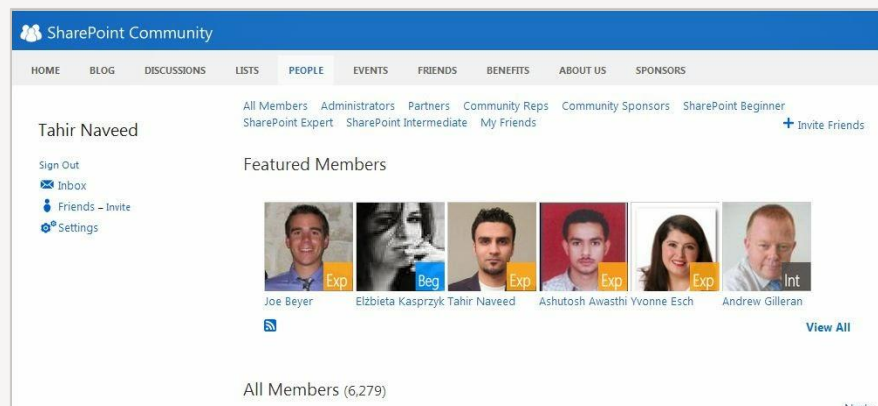 SharePoint Community
HOME BLOG DISCUSSIONS LISTS PEOPLE EVENTS FRIENDS BENEFITS ABOUT US SPONSORS
All Members Administrators Partners Community Reps Community Sponsors SharePoint Beginner
SharePoint Expert SharePoint Intermediate My Friends
+ Invite Friends
Tahir Naveed
Sign Out
Inbox
Friends – Invite
Settings
Featured Members
Exp Beg Exp Exp Exp Int
Joe Beyer Elżbieta Kasprzyk Tahir Naveed Ashutosh Awasthi Yvonne Esch Andrew Gilleran
View All
All Members (6,279)